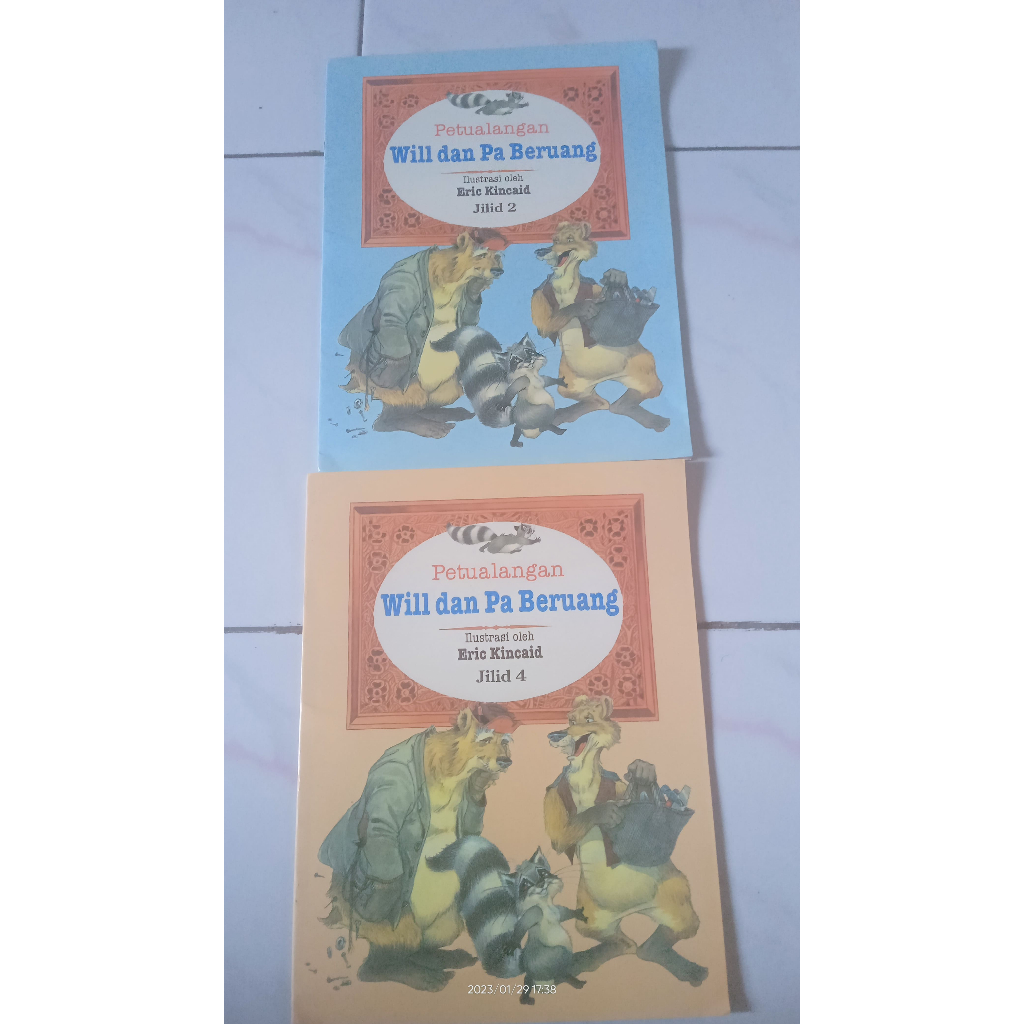 Petualangan
Will dan Pa Beruang
Ilustrasi oleh
Eric Kincaid
Jilid 2
Petualangan
Will dan Pa Beruang
Ilustrasi oleh
Eric Kincaid
Jilid 4
2023/01/29 17:38